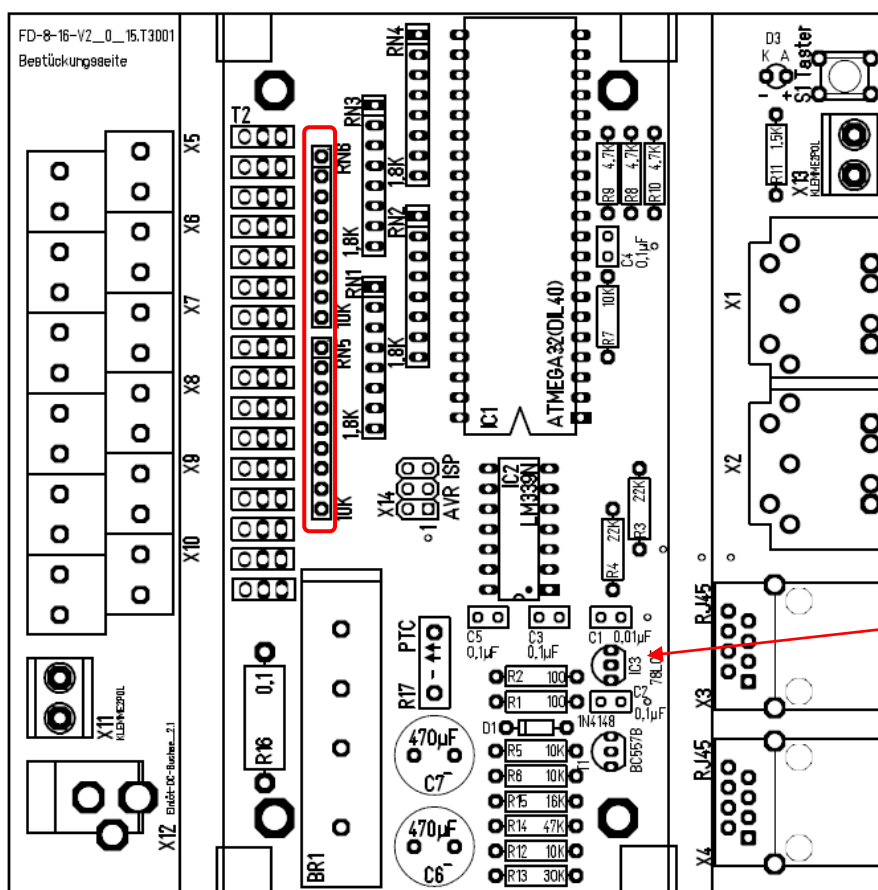 FD-8-16-V2_0_15.T3001
Bestückungsseite
X5
X6
X7
X8
X9
X10
X11
KLEMME2POL
X12
Einlöt-DC-Buchse_2.1
T2
RN6
10K
RN5
10K
RN3
1,8K
RN1
1,8K
RN4
1,8K
RN2
1,8K
X14
AVR ISP
1
IC1
ATMEGA32(DIL40)
IC2
LM339N
R9
4,7K
R8
4,7K
R10
4,7K
C4
0,1µF
R7
10K
R3
22K
R4
22K
D3
K A
- +
S1 Taster
R11
1,5K
X13
KLEMME2POL
X1
X2
RJ45
X3
RJ45
X4
C5
0,1µF
C3
0,1µF
C1
0,01µF
IC3
C2
0,1µF
R2 100
R1 100
D1
1N4148
T1
BC557B
R5 10K
R6 10K
R15 16K
R14 47K
R12 10K
R13 30K
PTC
R17
470µF
C7
470µF
C6
R16
0,1
BR1